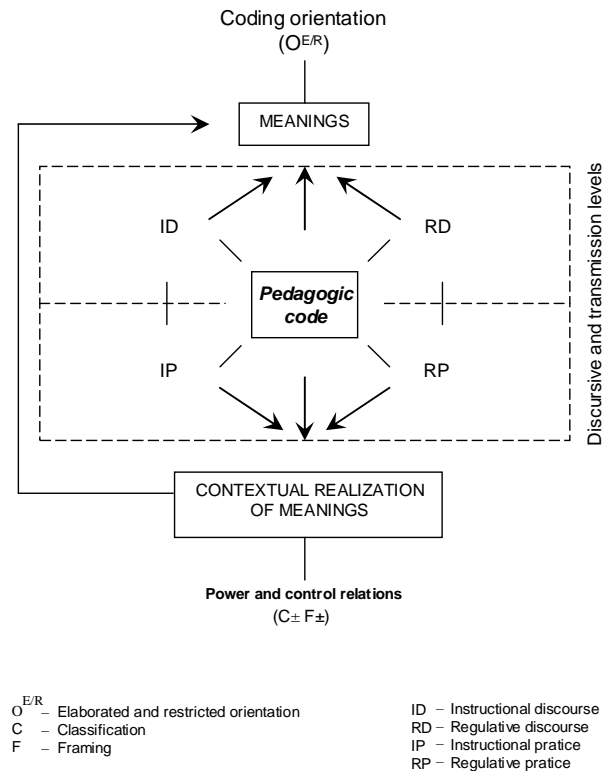 Coding orientation
(O^E/R)
MEANINGS
ID
RD
Pedagogic
code
IP
RP
Discursive and transmission levels
CONTEXTUAL REALIZATION
OF MEANINGS
Power and control relations
(C± F±)
O^E/R – Elaborated and restricted orientation
C – Classification
F – Framing
ID – Instructional discourse
RD – Regulative discourse
IP – Instructional pratice
RP – Regulative pratice